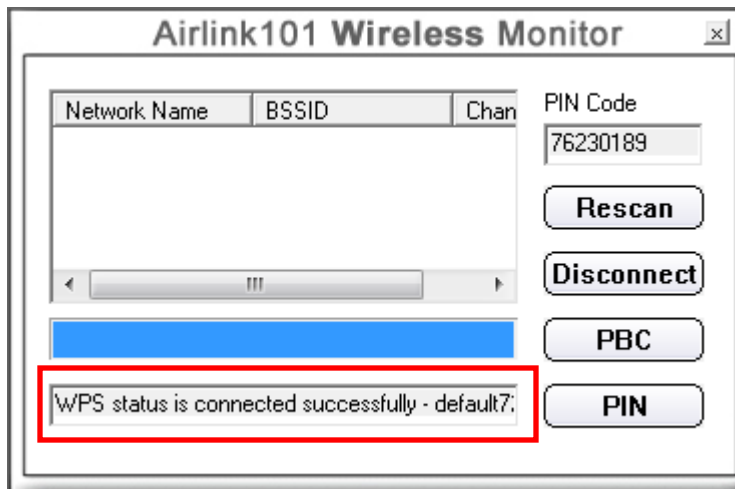 Airlink101 Wireless Monitor
Network Name BSSID Chan
PIN Code
76230189
Rescan
Disconnect
WPS status is connected successfully - default7
PBC
PIN